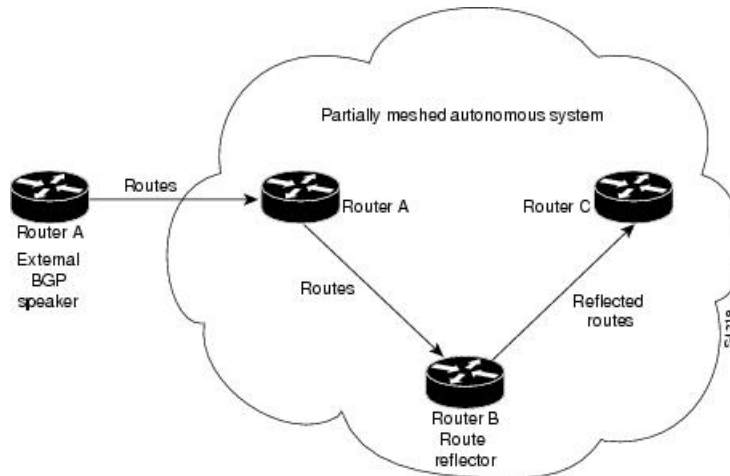 Partially meshed autonomous system
Routes
Router A
External
BGP
speaker
Router A
Router C
Routes
Reflected
routes
Router B
Route
reflector